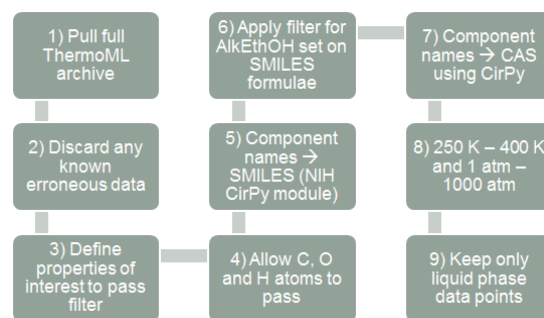 1) Pull full
ThermoML
archive
2) Discard any
known
erroneous data
3) Define
properties of
interest to pass
filter
4) Allow C, O
and H atoms to
pass
5) Component
names →
SMILES (NIH
CirPy module)
6) Apply filter for
AlkEthOH set on
SMILES
formulae
7) Component
names → CAS
using CirPy
8) 250 K – 400 K
and 1 atm –
1000 atm
9) Keep only
liquid phase
data points